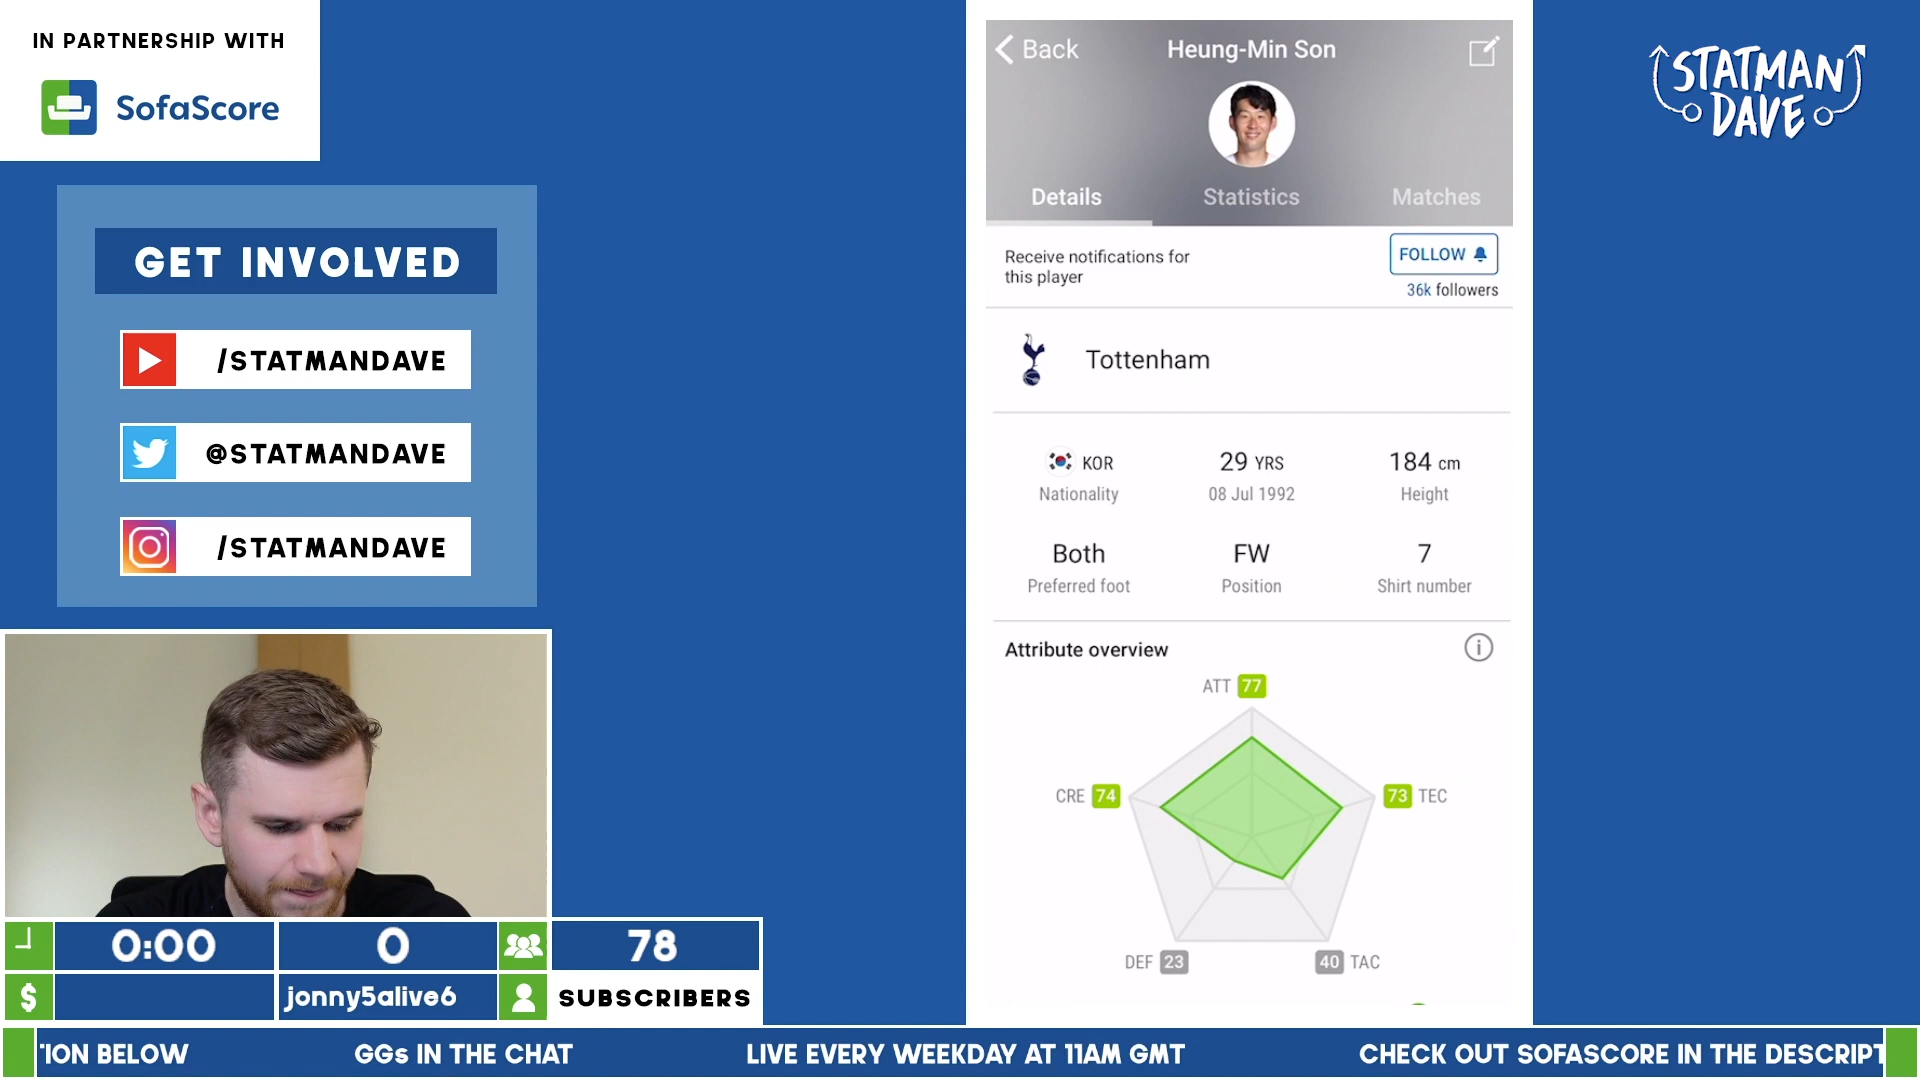 IN PARTNERSHIP WITH
SofaScore
GET INVOLVED
/STATMANDAVE
@STATMANDAVE
/STATMANDAVE
0:00
0
78
$
jonny5alive6
SUBSCRIBERS
Back
Heung-Min Son
Details
Statistics
Matches
Receive notifications for
this player
FOLLOW
36k followers
Tottenham
KOR
Nationality
29 YRS
08 Jul 1992
184 cm
Height
Both
Preferred foot
FW
Position
7
Shirt number
Attribute overview
i
ATT 77
CRE 74
73 TEC
DEF 23
40 TAC
STATMAN
DAVE
TION BELOW
GGs IN THE CHAT
LIVE EVERY WEEKDAY AT 11AM GMT
CHECK OUT SOFASCORE IN THE DESCRIPT